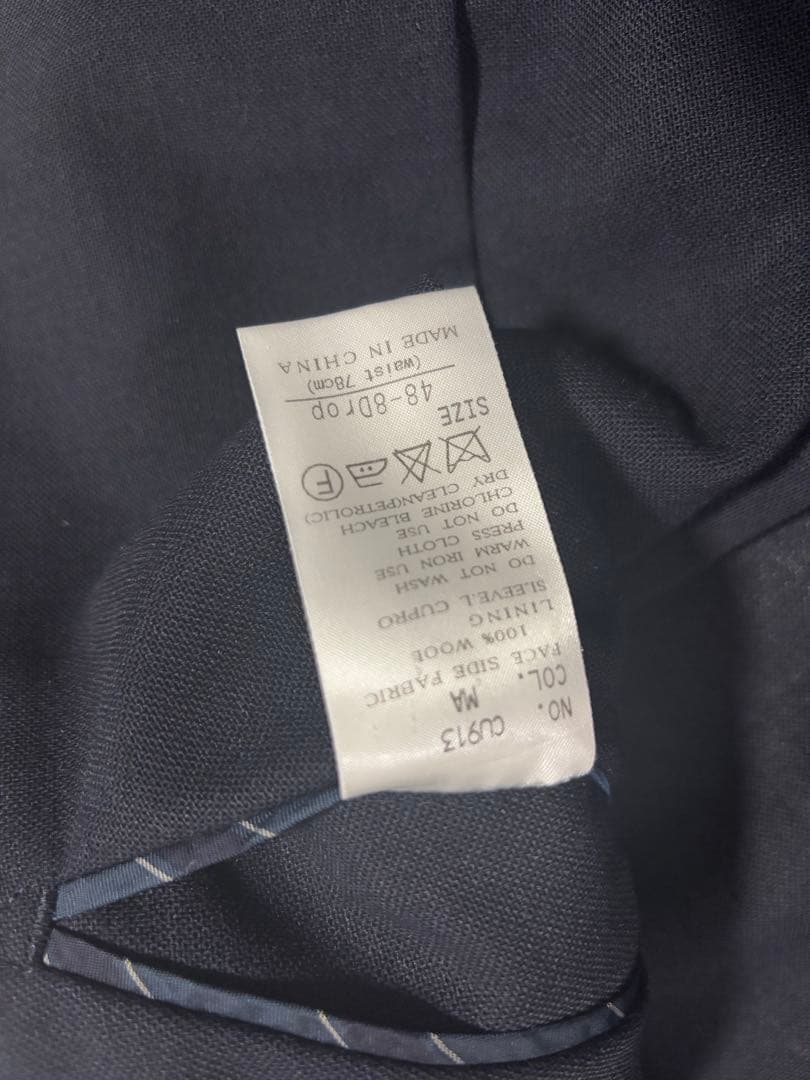 NO. CU913
COL. MA
FACE SIDE FABRIC
100% WOOL
LINING
SLEEVE.L CUPRO
DO NOT WASH
WARM IRON USE
PRESS CLOTH
DO NOT USE
CHLORINE BLEACH
DRY CLEAN(PETROLIC)
F
SIZE
48-8Drop
(waist 78cm)
MADE IN CHINA